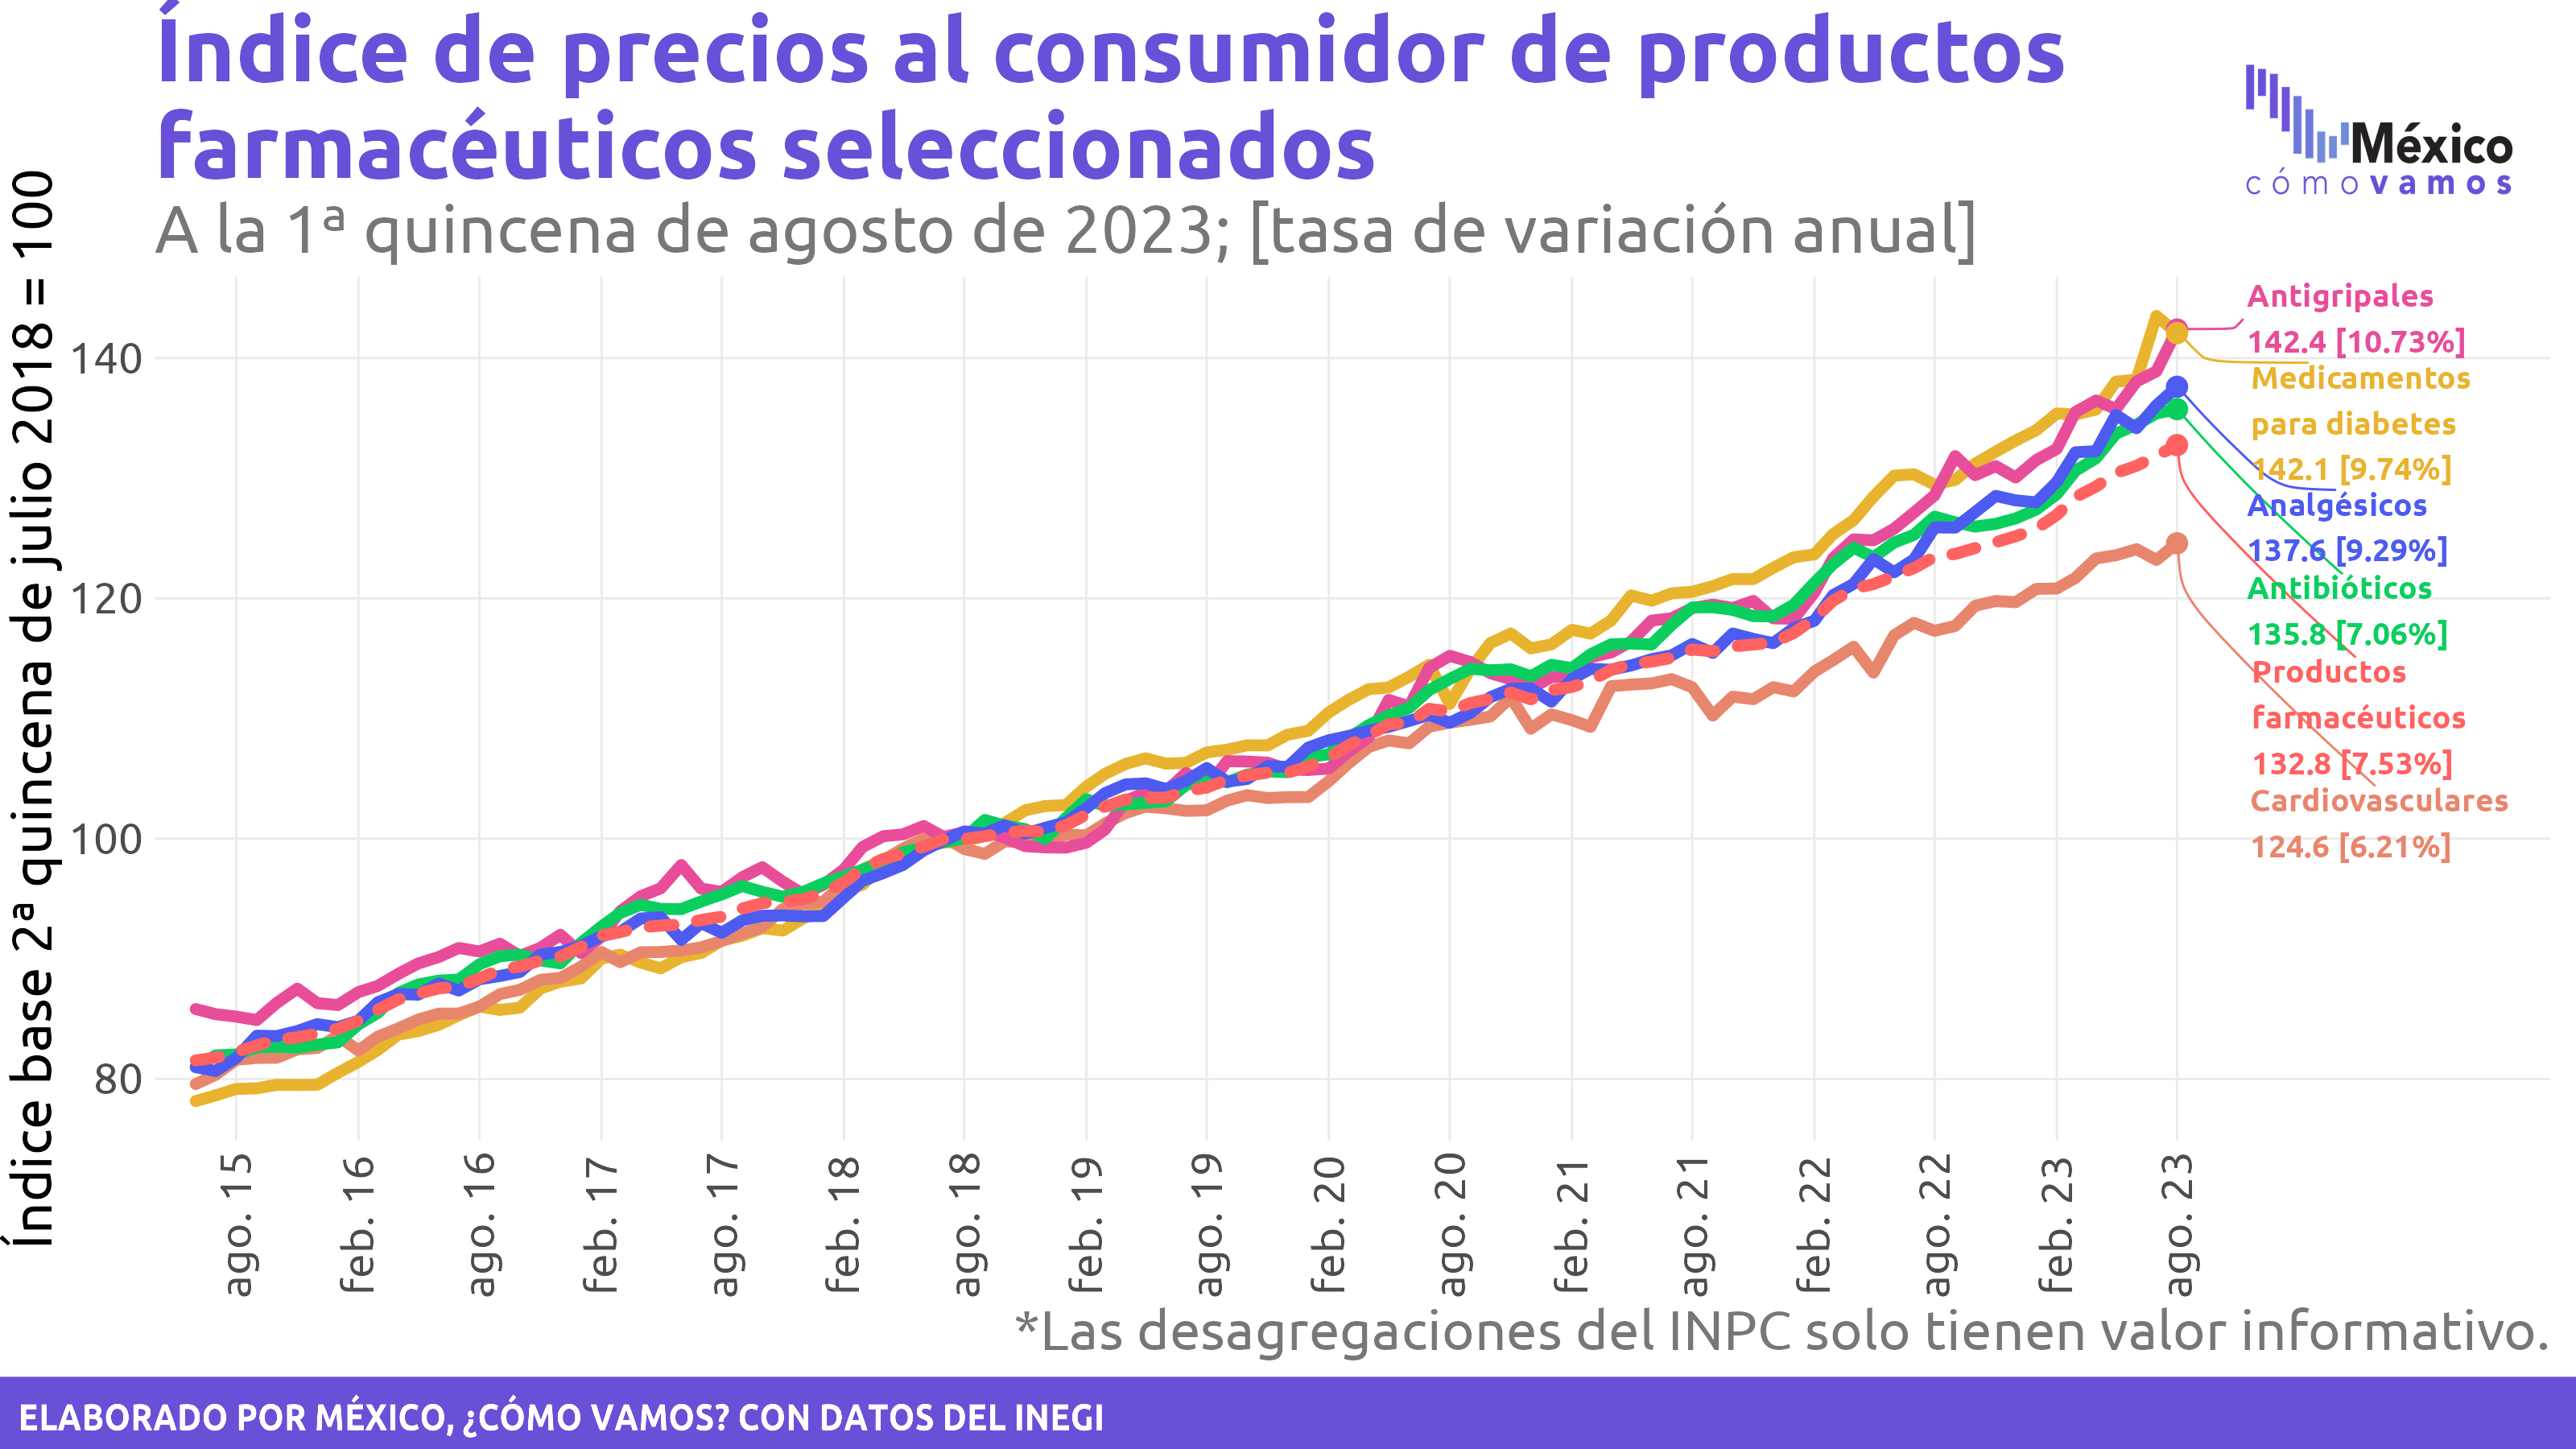 Índice de precios al consumidor de productos
farmacéuticos seleccionados
A la 1ª quincena de agosto de 2023; [tasa de variación anual]
México
cómo vamos
Índice base 2ª quincena de julio 2018 = 100
140
120
100
80
Antigripales
142.4 [10.73%]
Medicamentos
para diabetes
142.1 [9.74%]
Analgésicos
137.6 [9.29%]
Antibióticos
135.8 [7.06%]
Productos
farmacéuticos
132.8 [7.53%]
Cardiovasculares
124.6 [6.21%]
ago. 15
feb. 16
ago. 16
feb. 17
ago. 17
feb. 18
ago. 18
feb. 19
ago. 19
feb. 20
ago. 20
feb. 21
ago. 21
feb. 22
ago. 22
feb. 23
ago. 23
*Las desagregaciones del INPC solo tienen valor informativo.
ELABORADO POR MÉXICO, ¿CÓMO VAMOS? CON DATOS DEL INEGI